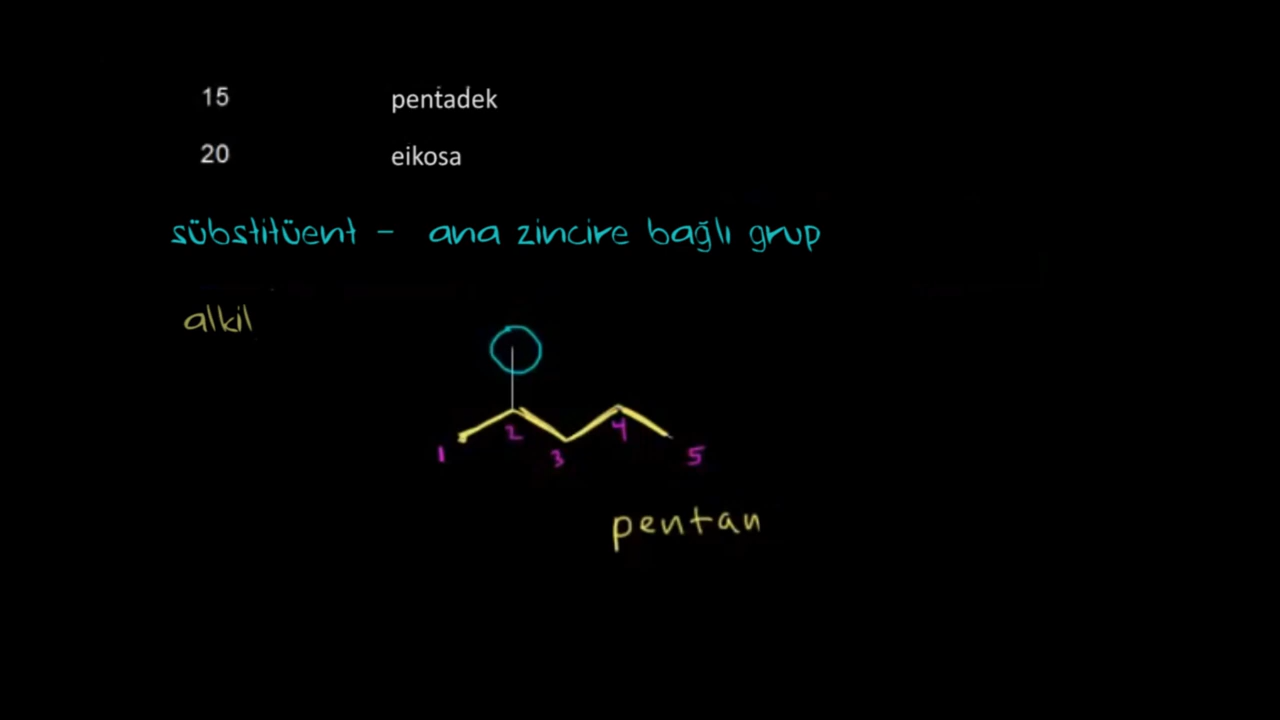 15 pentadek
20 eikosa
sübstitüent - ana zincire bağlı grup
alkil
1 2 3 4 5
pentan